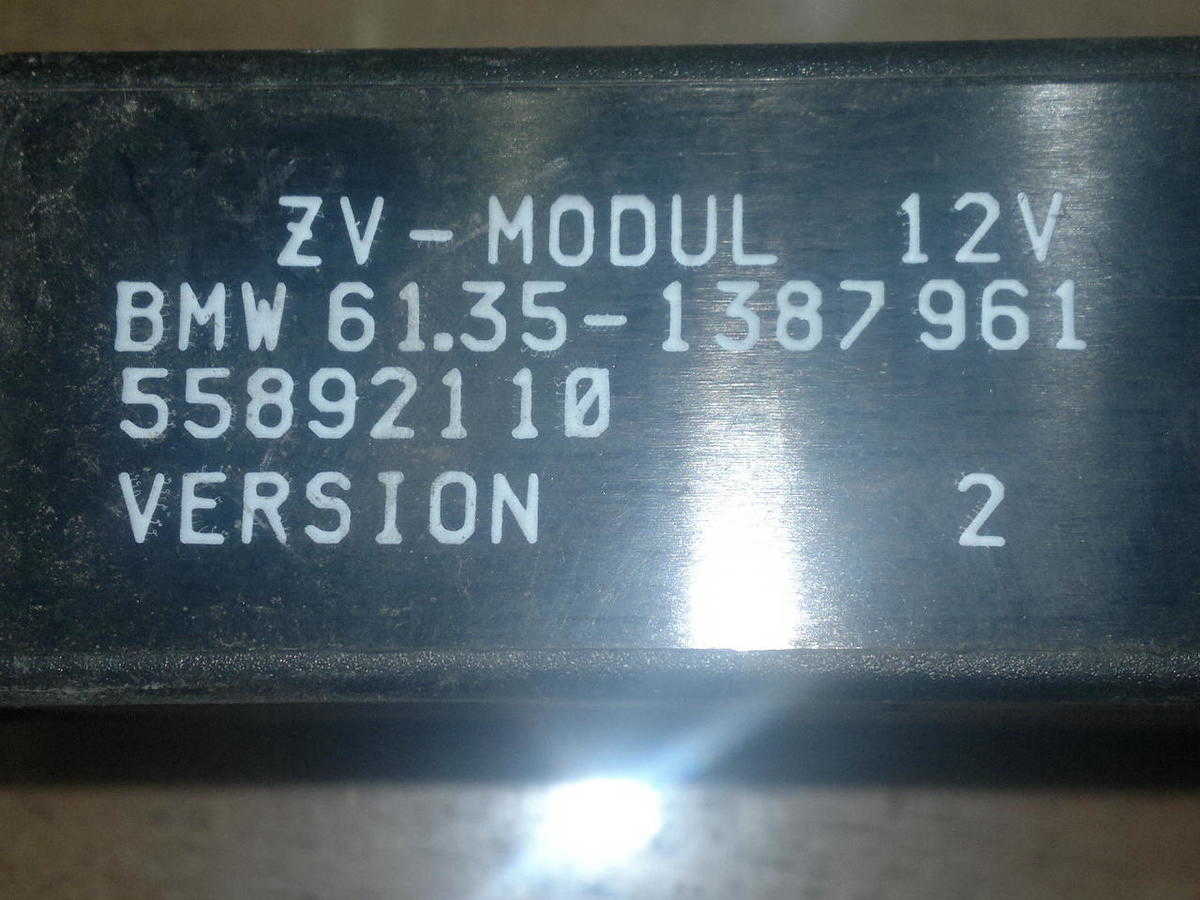 ZV-MODUL 12V
BMW 61.35-1387961
55892110
VERSION 2